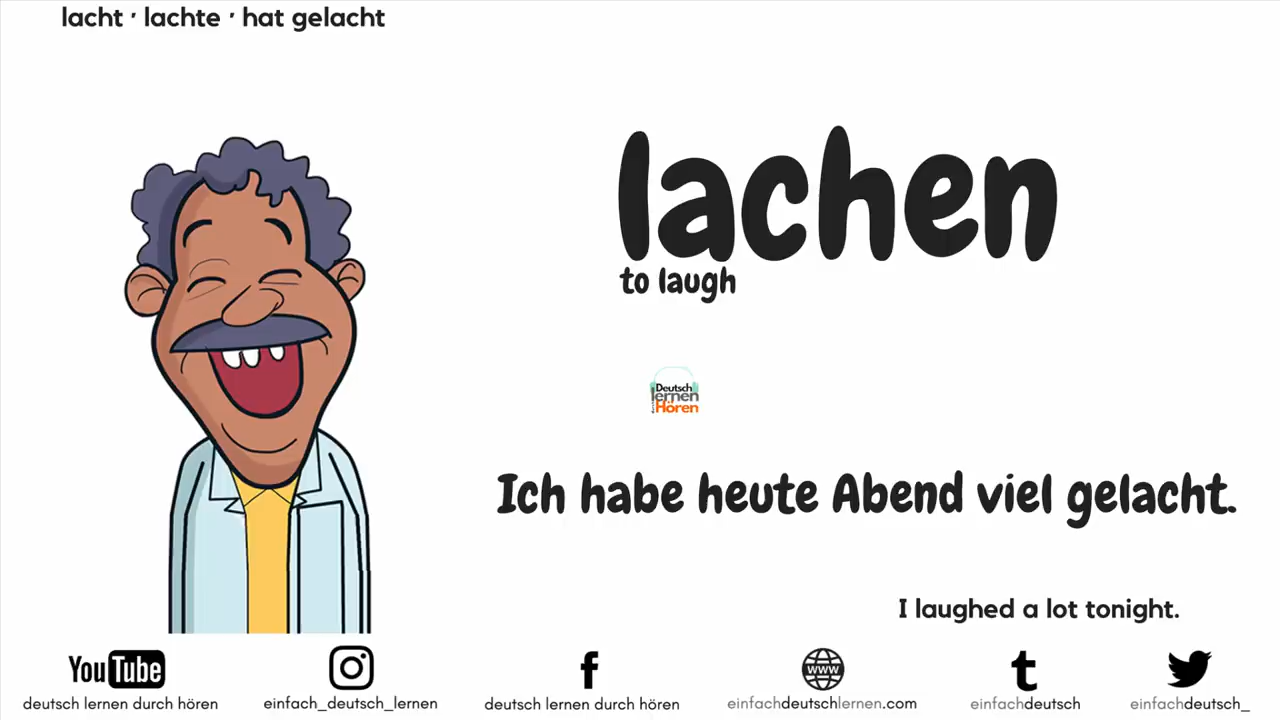 lacht · lachte · hat gelacht
lachen
to laugh
Deutsch
lernen
durch
Hören
Ich habe heute Abend viel gelacht.
I laughed a lot tonight.
YouTube
deutsch lernen durch hören
einfach_deutsch_lernen
f
deutsch lernen durch hören
www
einfachdeutschlernen.com
t
einfachdeutsch
einfachdeutsch_